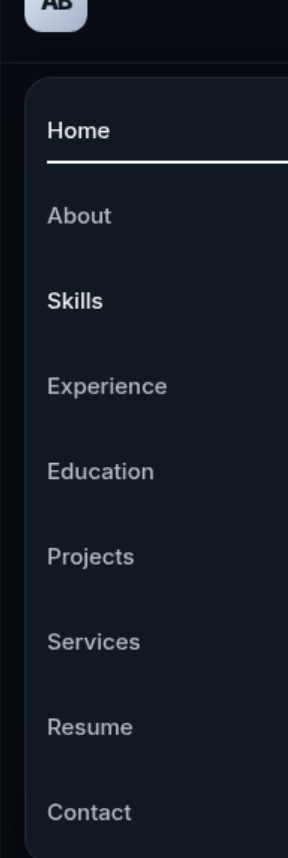 AB
Home
About
Skills
Experience
Education
Projects
Services
Resume
Contact